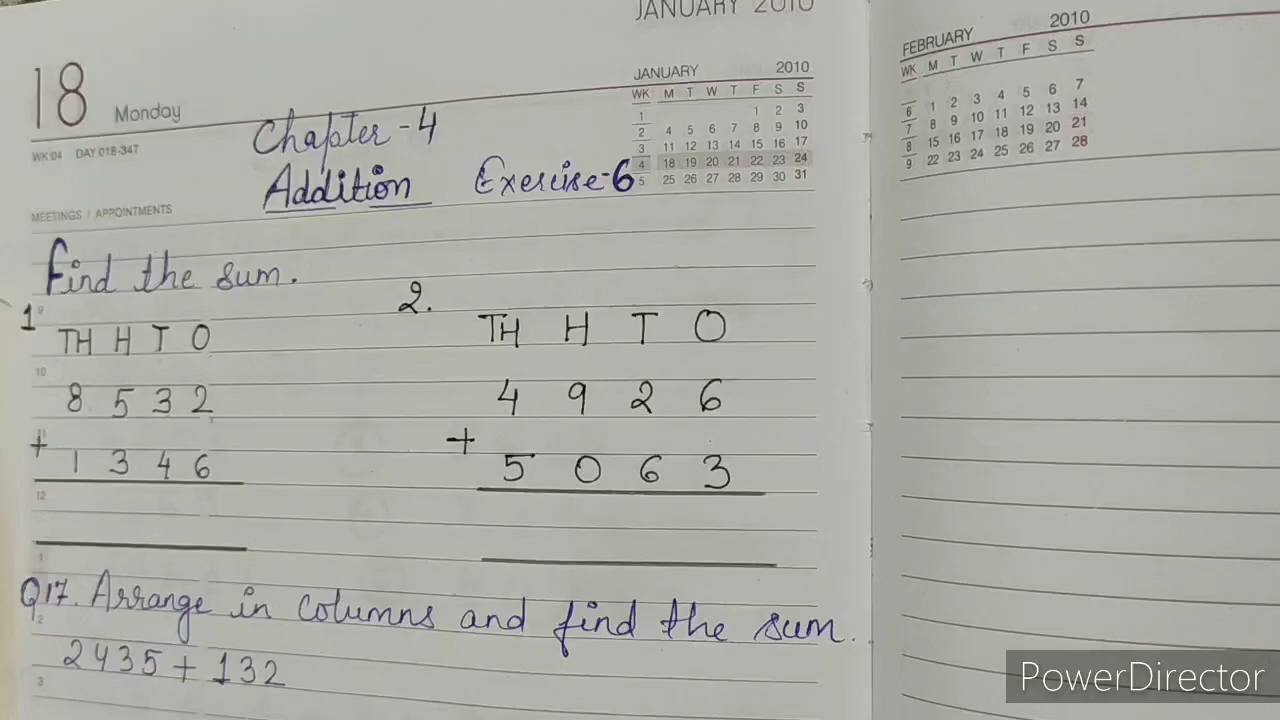 JANUARY 2010
18 Monday
WK 04 DAY 018-347
MEETINGS / APPOINTMENTS
JANUARY 2010
WK M T W T F S S
1 1 2 3
2 4 5 6 7 8 9 10
3 11 12 13 14 15 16 17
4 18 19 20 21 22 23 24
5 25 26 27 28 29 30 31
Chapter - 4
Addition Exercise-6
Find the sum.
1
TH H T O
10
8 5 3 2
+
1 3 4 6
12
1
2.
TH H T O
4 9 2 6
+
5 0 6 3
Q17. Arrange in columns and find the sum.
2
2435 + 132
3
FEBRUARY 2010
WK M T W T F S S
6 1 2 3 4 5 6 7
7 8 9 10 11 12 13 14
8 15 16 17 18 19 20 21
9 22 23 24 25 26 27 28
PowerDirector